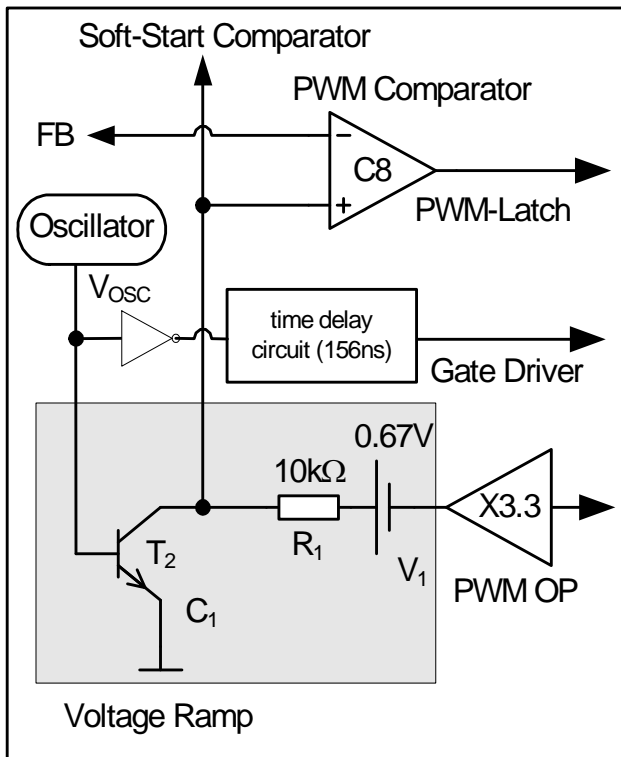 Soft-Start Comparator
PWM Comparator
FB
−
C8
+
PWM-Latch
Oscillator
V_OSC
time delay
circuit (156ns)
Gate Driver
0.67V
10kΩ
X3.3
R₁
T₂
V₁
PWM OP
C₁
Voltage Ramp